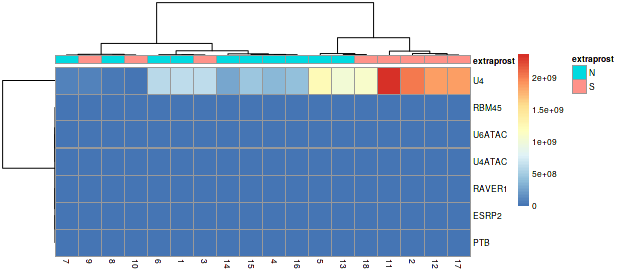 extraprost
extraprost
N
S
U4
RBM45
U6ATAC
U4ATAC
RAVER1
ESRP2
PTB
2e+09
1.5e+09
1e+09
5e+08
0
7 9 8 10 6 1 3 14 15 4 16 5 13 18 11 2 12 17